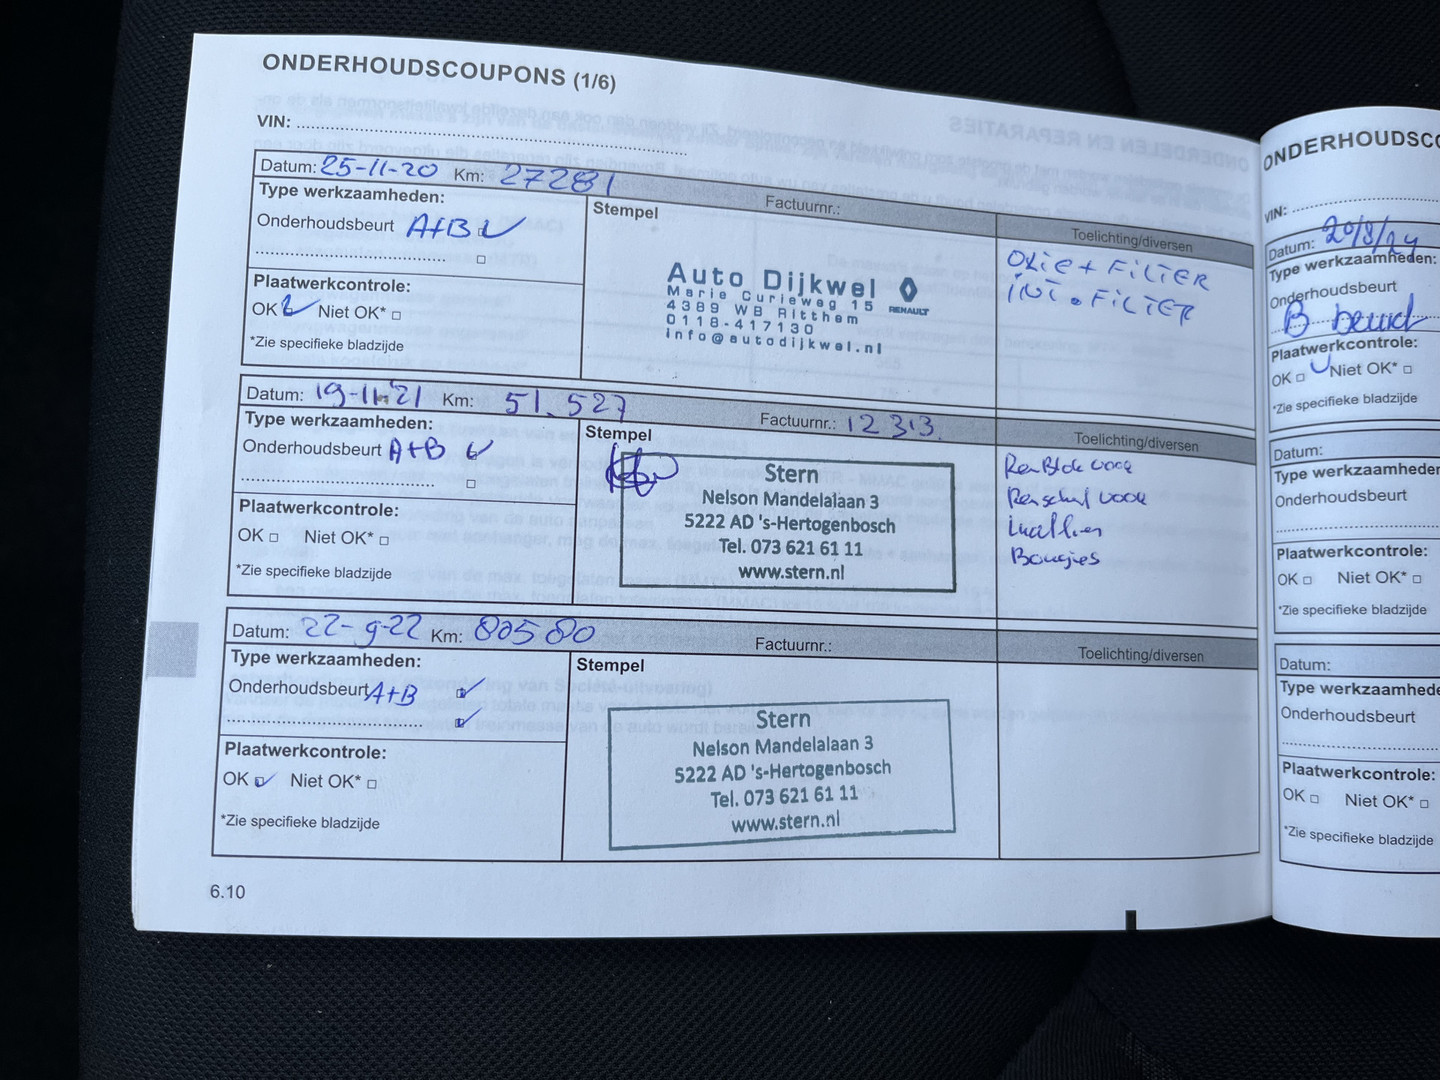 ONDERHOUDSCOUPONS (1/6)
VIN:
Datum: 25-11-20 Km: 27281
Factuurnr.:
Type werkzaamheden:
Onderhoudsbeurt A+B
Plaatwerkcontrole:
OK Niet OK*
*Zie specifieke bladzijde
Stempel
Auto Dijkwel
Marie Curieweg 15
4389 WB Ritthem
0118-417130
info@autodijkwel.nl
RENAULT
Toelichting/diversen
OLIE + FILTER
INT. FILTER
Datum: 19-11-21 Km: 51.527
Factuurnr.: 12313.
Type werkzaamheden:
Onderhoudsbeurt A+B
Plaatwerkcontrole:
OK Niet OK*
*Zie specifieke bladzijde
Stempel
Stern
Nelson Mandelalaan 3
5222 AD 's-Hertogenbosch
Tel. 073 621 61 11
www.stern.nl
Toelichting/diversen
RemBlok voor
Remschijf voor
Bougies
Datum: 22-9-22 Km: 80580
Factuurnr.:
Type werkzaamheden:
Onderhoudsbeurt A+B
Plaatwerkcontrole:
OK Niet OK*
*Zie specifieke bladzijde
Stempel
Stern
Nelson Mandelalaan 3
5222 AD 's-Hertogenbosch
Tel. 073 621 61 11
www.stern.nl
Toelichting/diversen
6.10
ONDERHOUDSCO
VIN:
Datum: 20/8/24
Type werkzaamheden:
Onderhoudsbeurt
B beurt
Plaatwerkcontrole:
OK Niet OK*
*Zie specifieke bladzijde
Datum:
Type werkzaamheden
Onderhoudsbeurt
Plaatwerkcontrole:
OK Niet OK*
*Zie specifieke bladzijde
Datum:
Type werkzaamhede
Onderhoudsbeurt
Plaatwerkcontrole:
OK Niet OK*
*Zie specifieke bladzijde